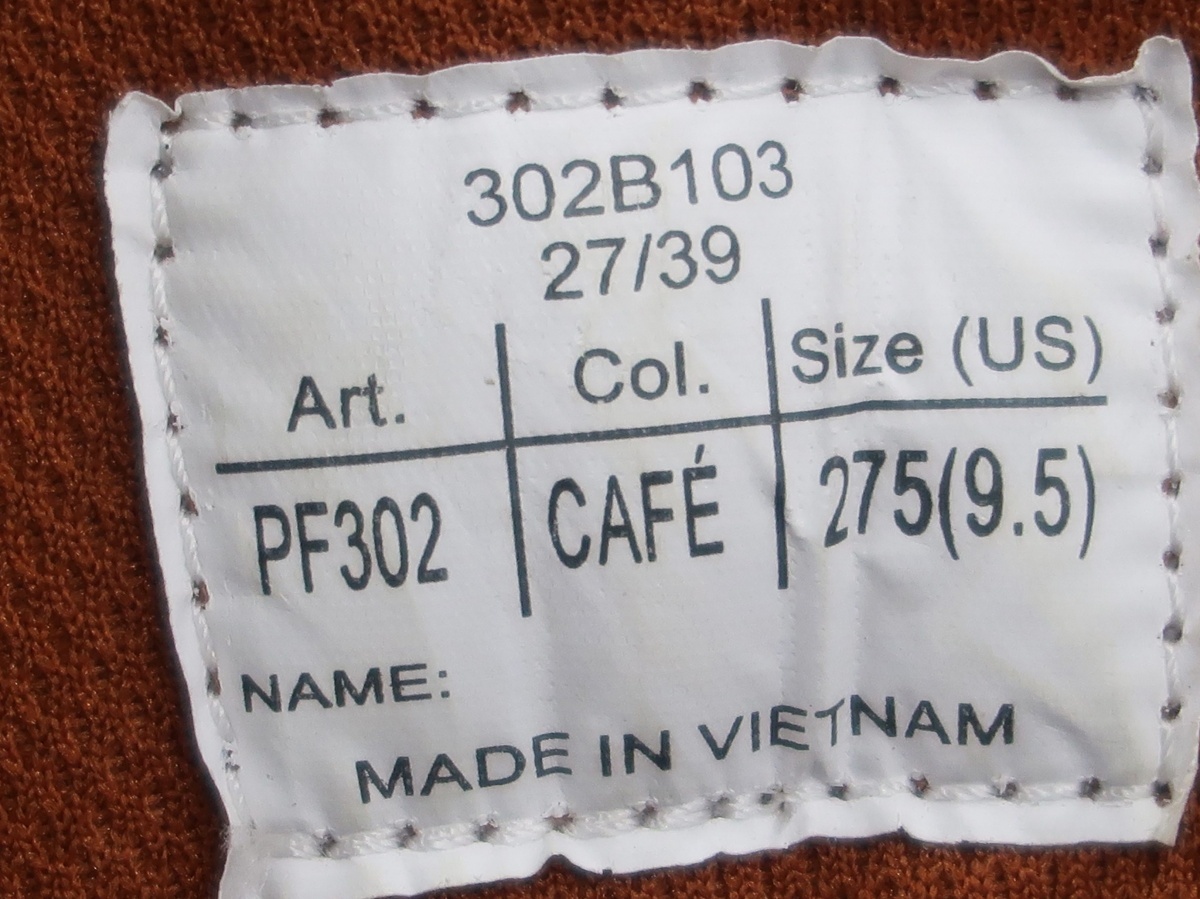 302B103
27/39
Art. Col. Size (US)
PF302 CAFÉ 275(9.5)
NAME:
MADE IN VIETNAM